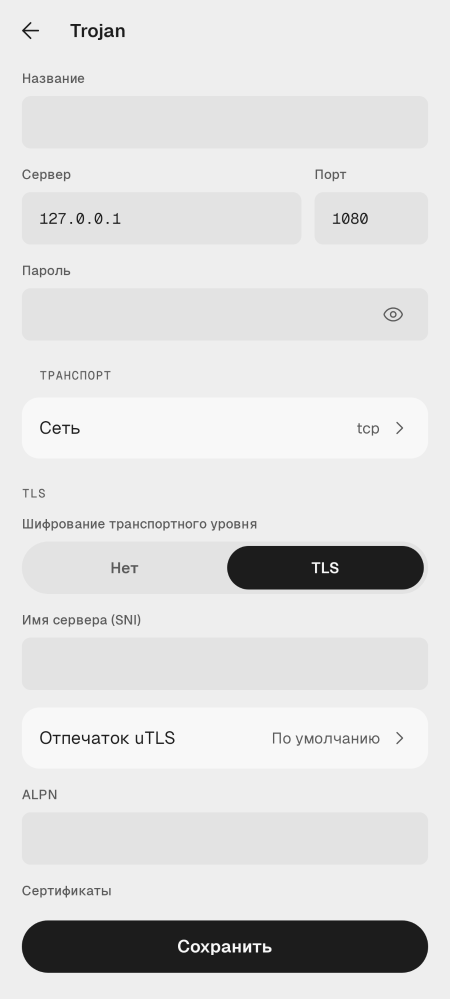 Trojan
Название
Сервер
Порт
127.0.0.1
1080
Пароль
ТРАНСПОРТ
Сеть
tcp
TLS
Шифрование транспортного уровня
Нет
TLS
Имя сервера (SNI)
Отпечаток uTLS
По умолчанию
ALPN
Сертификаты
Сохранить